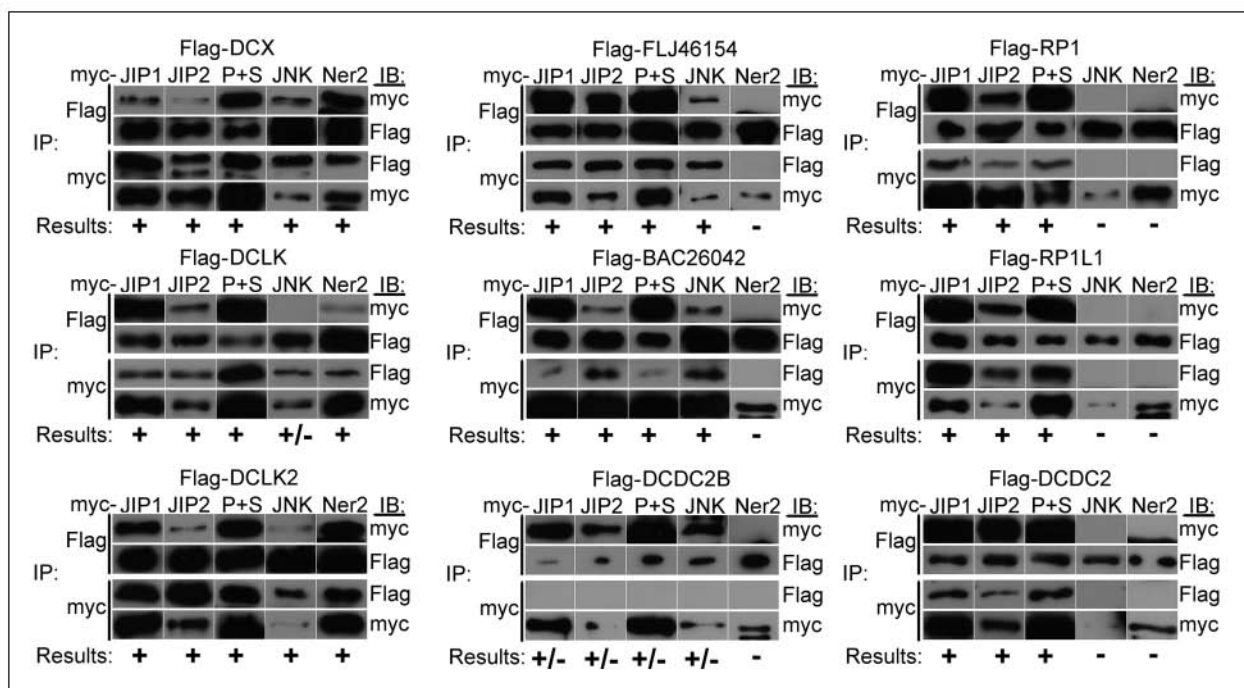 Flag-DCX
myc- JIP1 JIP2 P+S JNK Ner2 IB:
Flag myc
Flag
IP:
myc Flag
myc
Results: + + + + +
Flag-FLJ46154
myc- JIP1 JIP2 P+S JNK Ner2 IB:
Flag myc
Flag
IP:
myc Flag
myc
Results: + + + + -
Flag-RP1
myc- JIP1 JIP2 P+S JNK Ner2 IB:
Flag myc
Flag
IP:
myc Flag
myc
Results: + + + - -
Flag-DCLK
myc- JIP1 JIP2 P+S JNK Ner2 IB:
Flag myc
Flag
IP:
myc Flag
myc
Results: + + + +/- +
Flag-BAC26042
myc- JIP1 JIP2 P+S JNK Ner2 IB:
Flag myc
Flag
IP:
myc Flag
myc
Results: + + + + -
Flag-RP1L1
myc- JIP1 JIP2 P+S JNK Ner2 IB:
Flag myc
Flag
IP:
myc Flag
myc
Results: + + + - -
Flag-DCLK2
myc- JIP1 JIP2 P+S JNK Ner2 IB:
Flag myc
Flag
IP:
myc Flag
myc
Results: + + + + +
Flag-DCDC2B
myc- JIP1 JIP2 P+S JNK Ner2 IB:
Flag myc
Flag
IP:
myc Flag
myc
Results: +/- +/- +/- +/- -
Flag-DCDC2
myc- JIP1 JIP2 P+S JNK Ner2 IB:
Flag myc
Flag
IP:
myc Flag
myc
Results: + + + - -